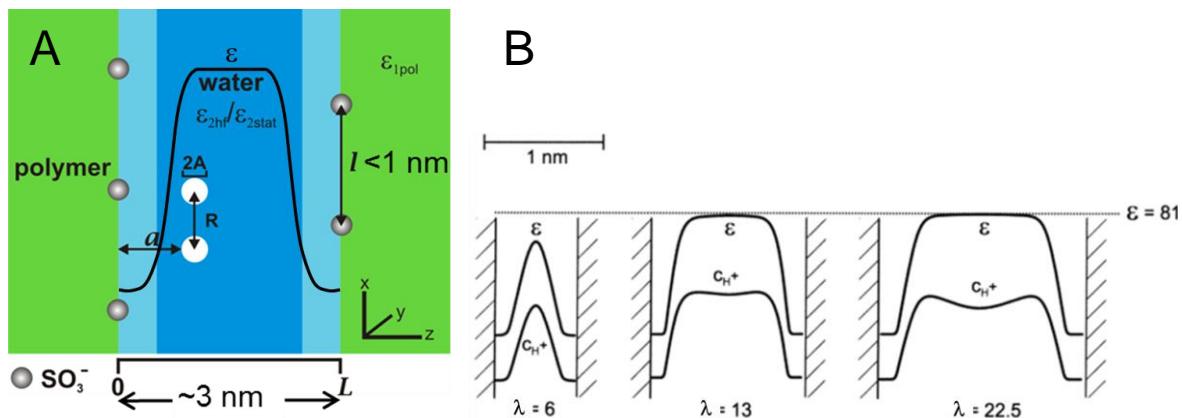 A
ε
water
ε2hf/ε2stat
ε1pol
polymer
2A
R
a
l <1 nm
x
y
z
SO3−
0
L
~3 nm
B
1 nm
ε = 81
ε
ε
ε
CH+
CH+
CH+
λ = 6
λ = 13
λ = 22.5